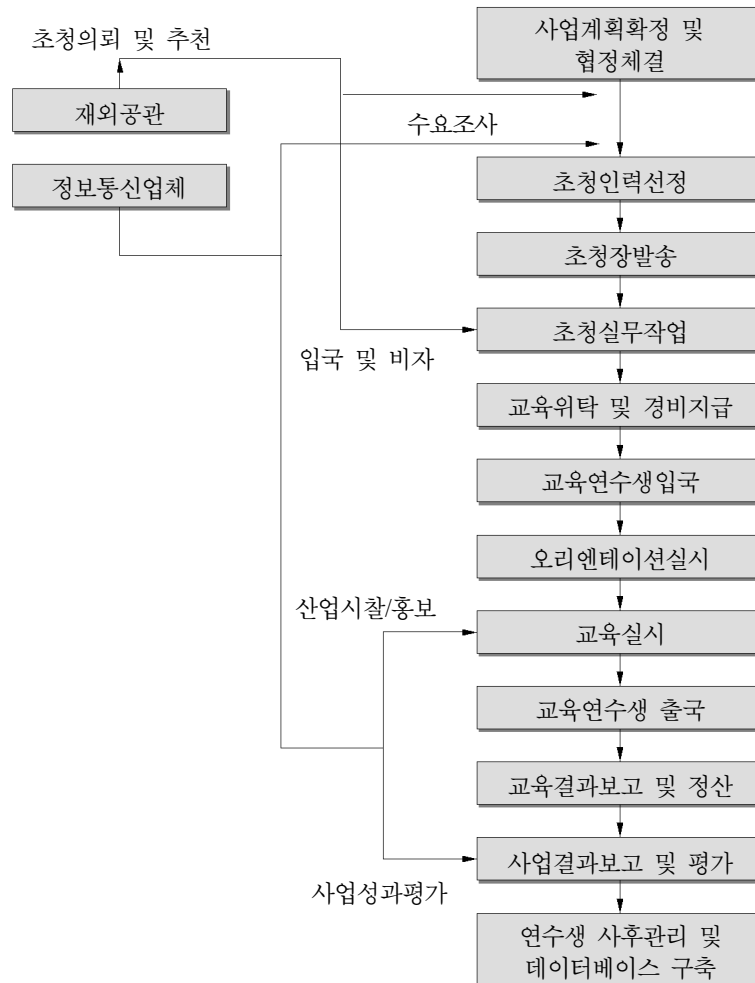 초청의뢰 및 추천
사업계획확정 및
협정체결
재외공관
수요조사
정보통신업체
초청인력선정
초청장발송
초청실무작업
입국 및 비자
교육위탁 및 경비지급
교육연수생입국
오리엔테이션실시
산업시찰/홍보
교육실시
교육연수생 출국
교육결과보고 및 정산
사업결과보고 및 평가
사업성과평가
연수생 사후관리 및
데이터베이스 구축